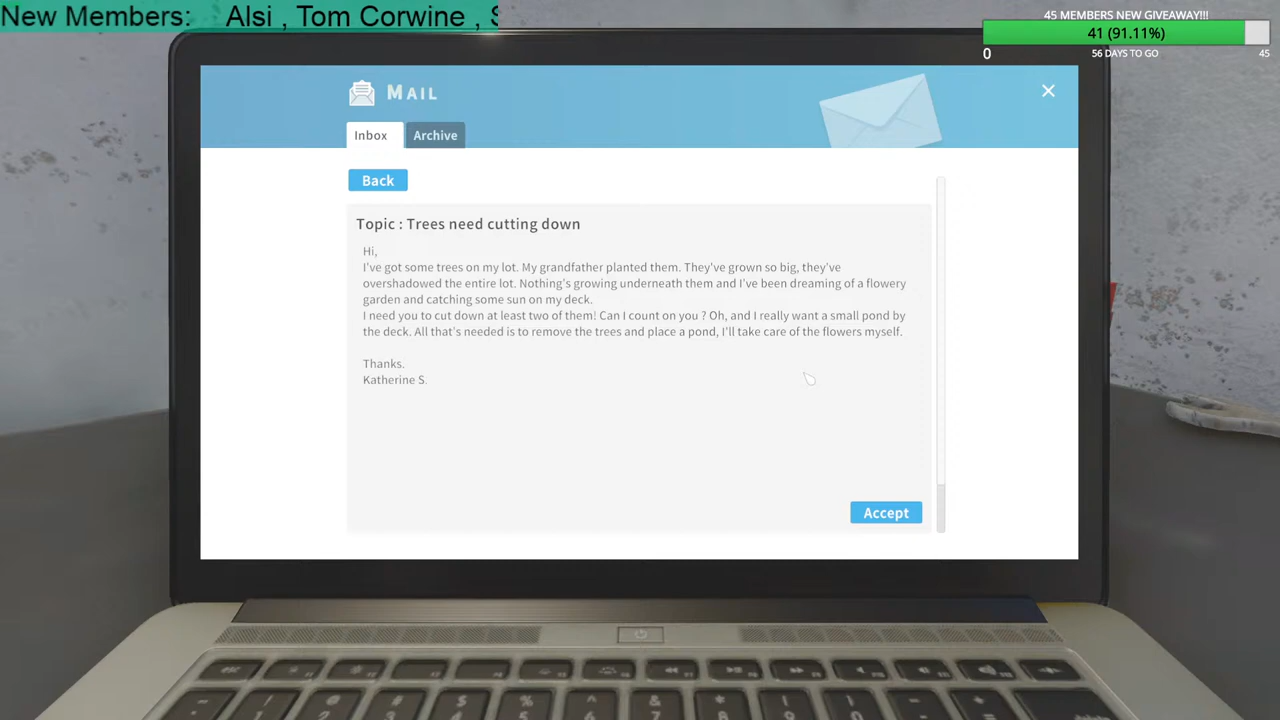 New Members: Alsi , Tom Corwine , S
45 MEMBERS NEW GIVEAWAY!!!
41 (91.11%)
0 56 DAYS TO GO 45
MAIL
Inbox Archive
Back
Topic : Trees need cutting down
Hi,
I've got some trees on my lot. My grandfather planted them. They've grown so big, they've
overshadowed the entire lot. Nothing's growing underneath them and I've been dreaming of a flowery
garden and catching some sun on my deck.
I need you to cut down at least two of them! Can I count on you ? Oh, and I really want a small pond by
the deck. All that's needed is to remove the trees and place a pond, I'll take care of the flowers myself.
Thanks.
Katherine S.
Accept